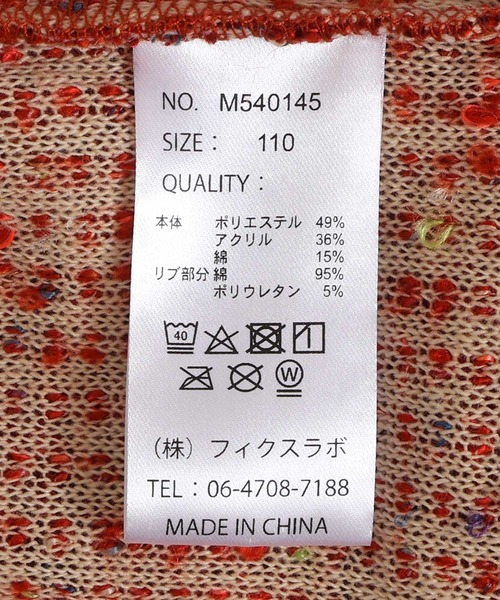 NO. M540145
SIZE： 110
QUALITY：
本体 ポリエステル 49%
アクリル 36%
綿 15%
リブ部分 綿 95%
ポリウレタン 5%
40
W
（株）フィクスラボ
TEL：06-4708-7188
MADE IN CHINA